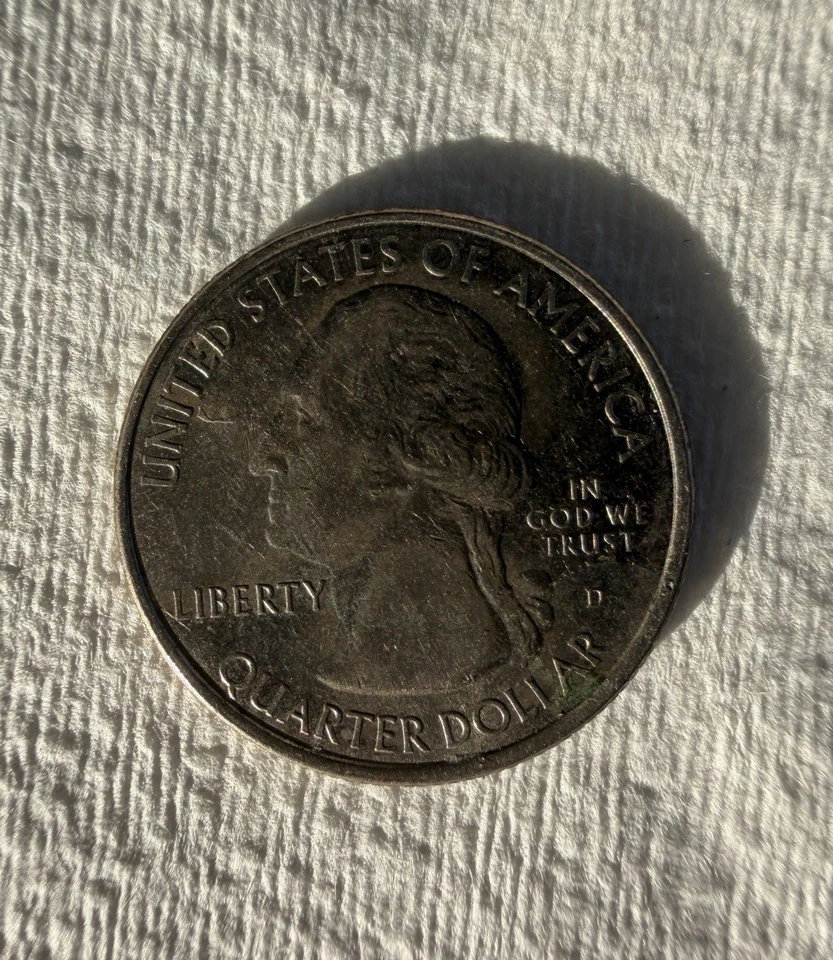 UNITED STATES OF AMERICA
LIBERTY
IN
GOD WE
TRUST
D
QUARTER DOLLAR